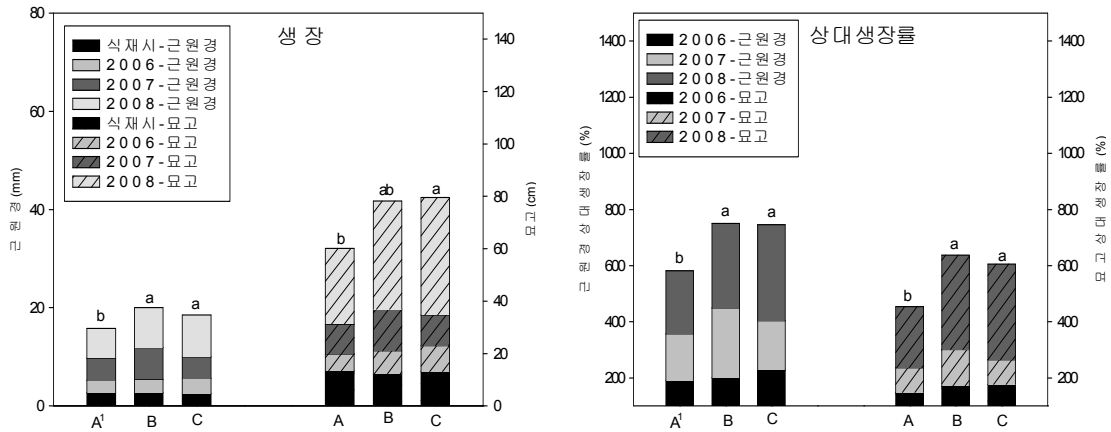 생 장
80
60
40
20
0
근 원 경 (mm)
식재시-근원경
2006-근원경
2007-근원경
2008-근원경
식재시-묘고
2006-묘고
2007-묘고
2008-묘고
b a a
b ab a
A¹ B C A B C
140
120
100
80
60
40
20
0
묘고 (cm)
상대생장률
1400
1200
1000
800
600
400
200
근 원 경 상 대 생 장 률 (%)
2006-근원경
2007-근원경
2008-근원경
2006-묘고
2007-묘고
2008-묘고
b a a
b a a
A¹ B C A B C
1400
1200
1000
800
600
400
200
묘 고 상 대 생 장 률 (%)